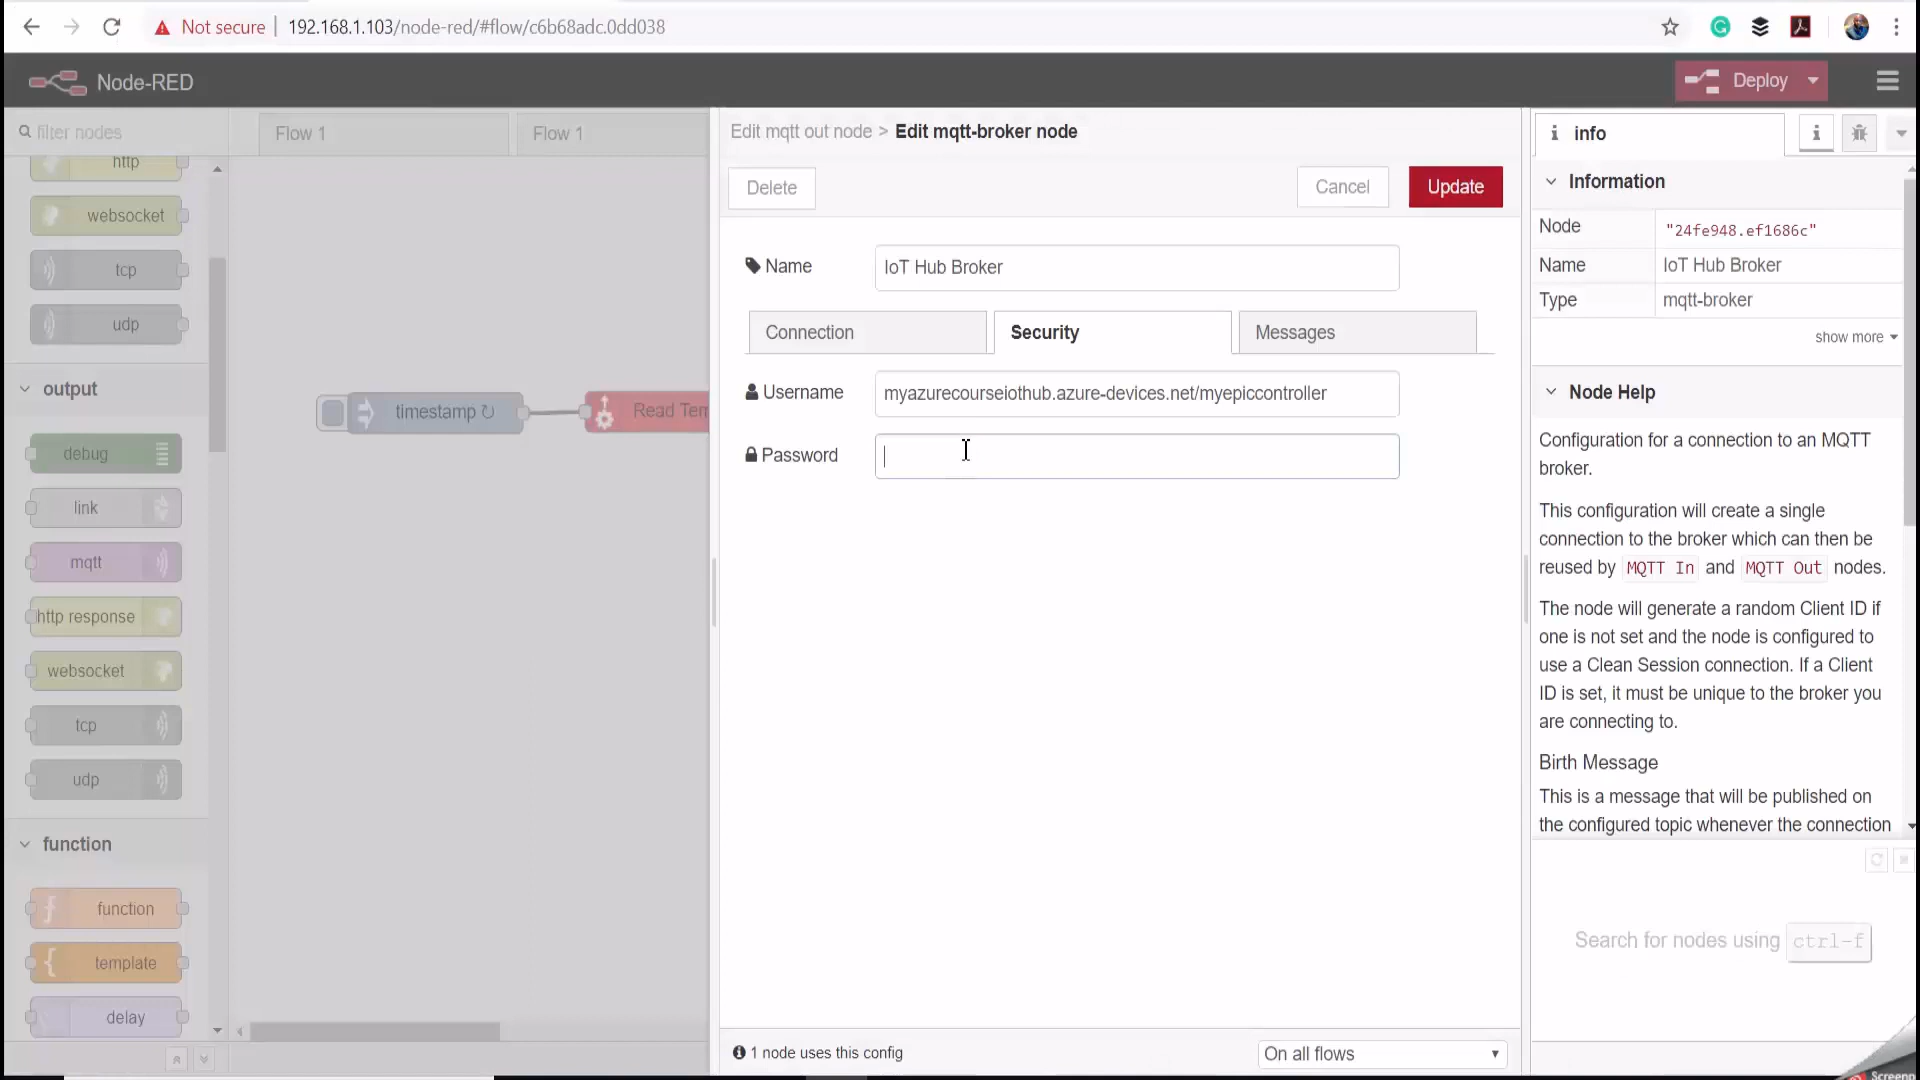 Not secure
192.168.1.103/node-red/#flow/c6b68adc.0dd038
Node-RED
Deploy
filter nodes
http
websocket
tcp
udp
output
debug
link
mqtt
http response
websocket
tcp
udp
function
function
template
delay
Flow 1
Flow 1
timestamp ↻
Read Tem
Edit mqtt out node > Edit mqtt-broker node
Delete
Cancel
Update
Name
IoT Hub Broker
Connection
Security
Messages
Username
myazurecourseiothub.azure-devices.net/myepiccontroller
Password
1 node uses this config
On all flows
info
Information
Node
"24fe948.ef1686c"
Name
IoT Hub Broker
Type
mqtt-broker
show more
Node Help
Configuration for a connection to an MQTT
broker.
This configuration will create a single
connection to the broker which can then be
reused by MQTT In and MQTT Out nodes.
The node will generate a random Client ID if
one is not set and the node is configured to
use a Clean Session connection. If a Client
ID is set, it must be unique to the broker you
are connecting to.
Birth Message
This is a message that will be published on
the configured topic whenever the connection
Search for nodes using ctrl-f